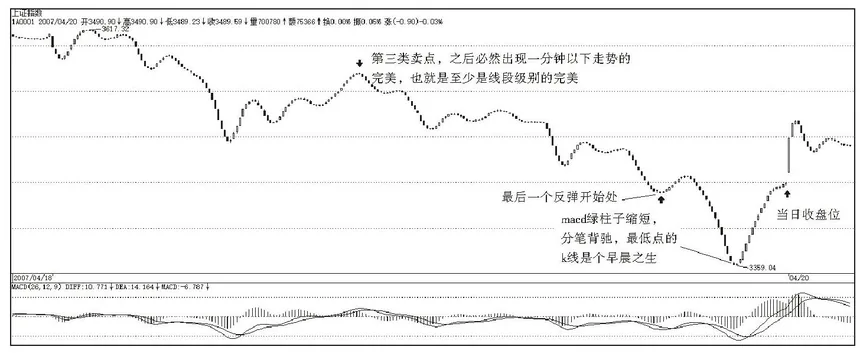 上证指数
1A0001 2007/04/20 开3490.90↓高3490.90↓低3489.23↓收3489.59↓量700780↑额75366↑换0.00% 振0.05% 涨(-0.90)-0.03%
3617.32
第三类卖点，之后必然出现一分钟以下走势的
完美，也就是至少是线段级别的完美
最后一个反弹开始处
macd绿柱子缩短，
分笔背弛，最低点的
k线是个早晨之生
当日收盘位
3359.04
2007/04/18
04/20
MACD(26,12,9) DIFF:10.771↓DEA:14.164↓MACD:-6.787↓